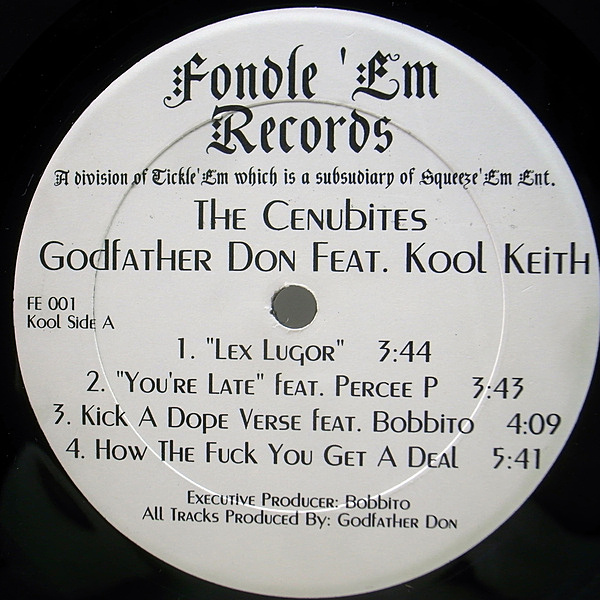 Fondle 'Em
Records
A division of Tickle'Em which is a subsudiary of Squeeze'Em Ent.
The Cenubites
Godfather Don Feat. Kool Keith
FE 001
Kool Side A
1. "Lex Lugor" 3:44
2. "You're Late" feat. Percee P 3:43
3. Kick A Dope Verse feat. Bobbito 4:09
4. How The Fuck You Get A Deal 5:41
Executive Producer: Bobbito
All Tracks Produced By: Godfather Don